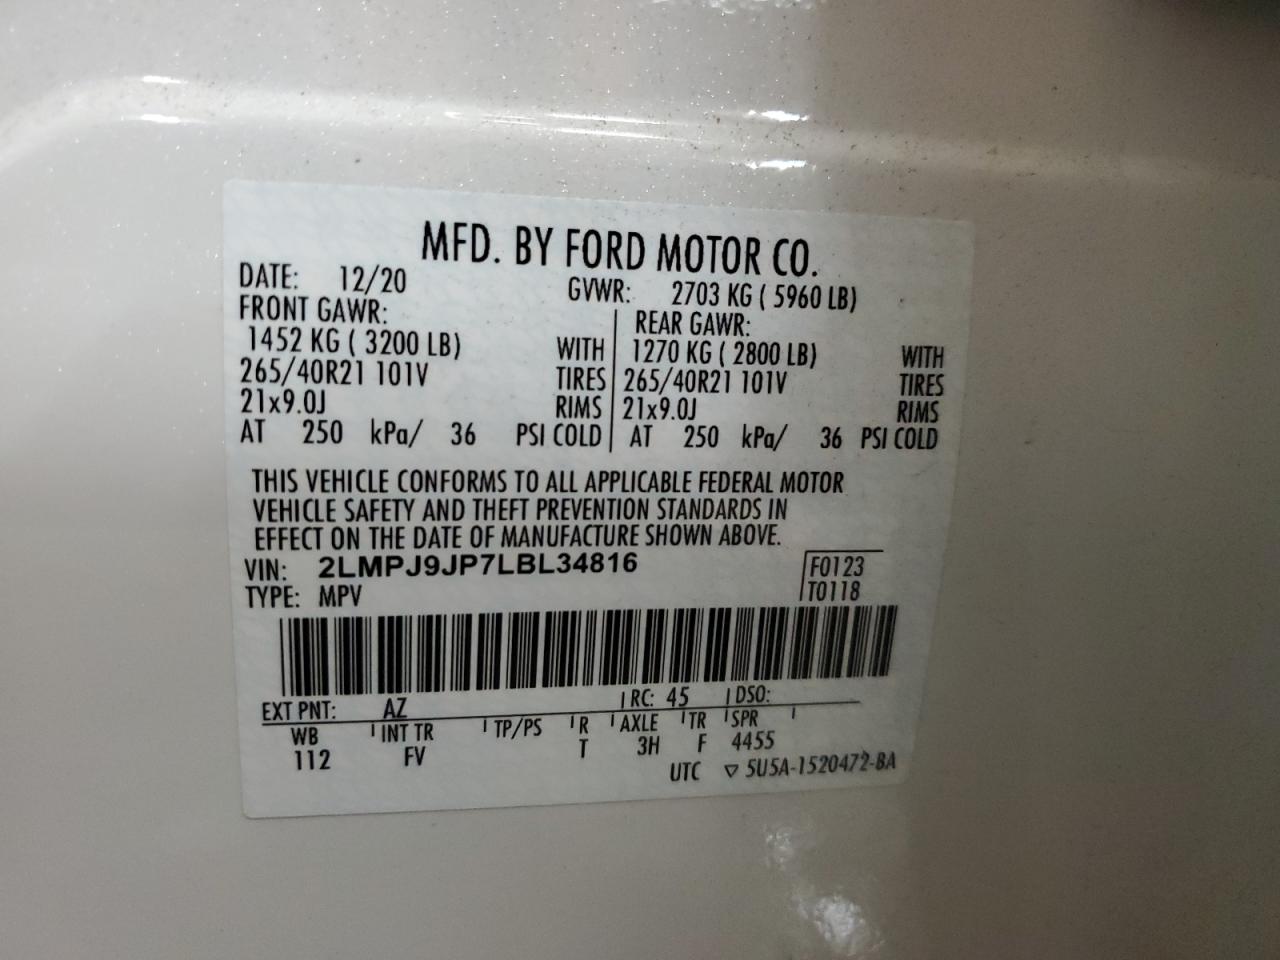 MFD. BY FORD MOTOR CO.
DATE: 12/20 GVWR: 2703 KG ( 5960 LB)
FRONT GAWR: REAR GAWR:
1452 KG ( 3200 LB) WITH 1270 KG ( 2800 LB) WITH
265/40R21 101V TIRES 265/40R21 101V TIRES
21x9.0J RIMS 21x9.0J RIMS
AT 250 kPa/ 36 PSI COLD AT 250 kPa/ 36 PSI COLD
THIS VEHICLE CONFORMS TO ALL APPLICABLE FEDERAL MOTOR
VEHICLE SAFETY AND THEFT PREVENTION STANDARDS IN
EFFECT ON THE DATE OF MANUFACTURE SHOWN ABOVE.
VIN: 2LMPJ9JP7LBL34816 F0123
TYPE: MPV T0118
EXT PNT: AZ RC: 45 DSO:
WB INT TR TP/PS R AXLE TR SPR
112 FV T 3H F 4455
UTC ▽ 5U5A-1520472-BA